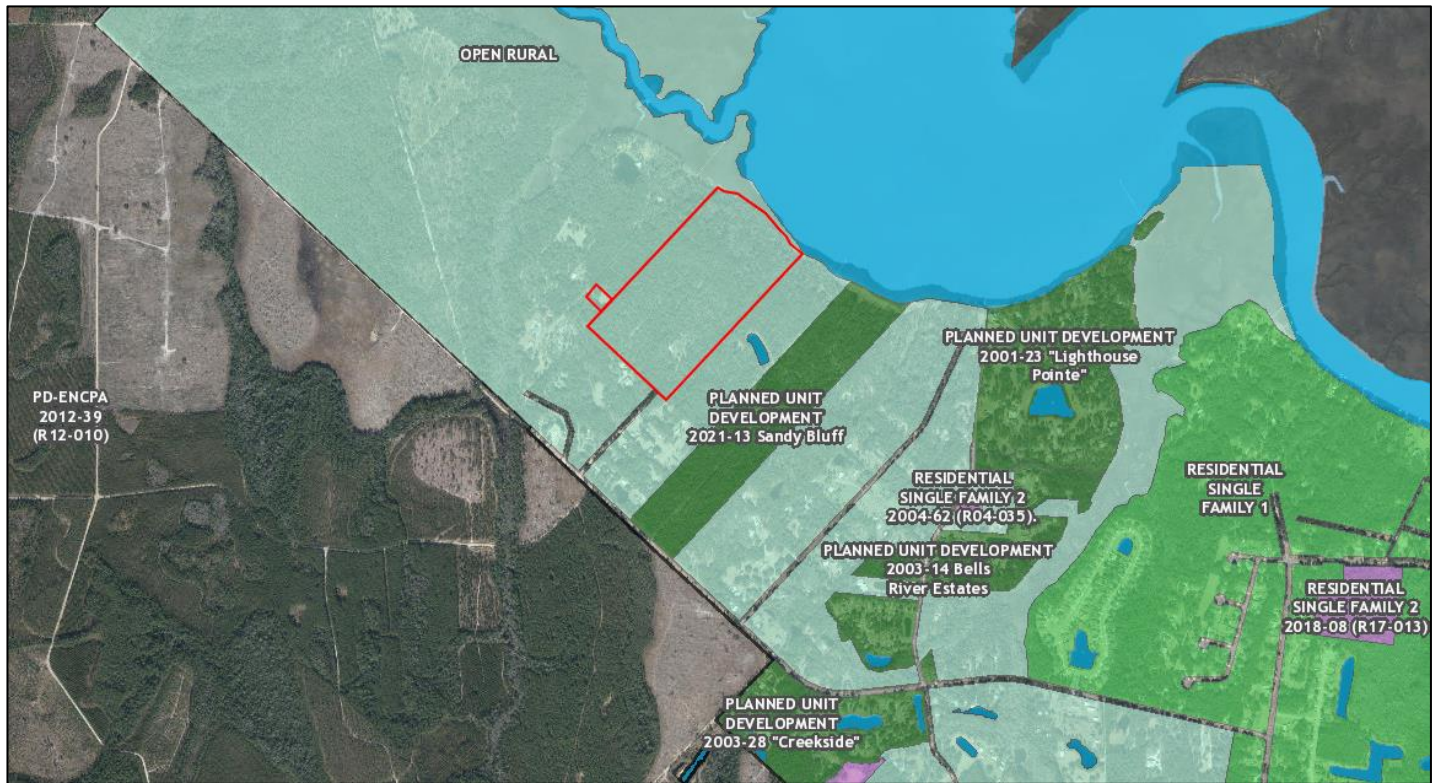 OPEN RURAL
PLANNED UNIT DEVELOPMENT
2001-23 "Lighthouse
Pointe"
PD-ENCPA
2012-39
(R12-010)
PLANNED UNIT
DEVELOPMENT
2021-13 Sandy Bluff
RESIDENTIAL
SINGLE FAMILY 2
2004-62 (R04-035).
RESIDENTIAL
SINGLE
FAMILY 1
PLANNED UNIT DEVELOPMENT
2003-14 Bells
River Estates
RESIDENTIAL
SINGLE FAMILY 2
2018-08 (R17-013)
PLANNED UNIT
DEVELOPMENT
2003-28 "Creekside"